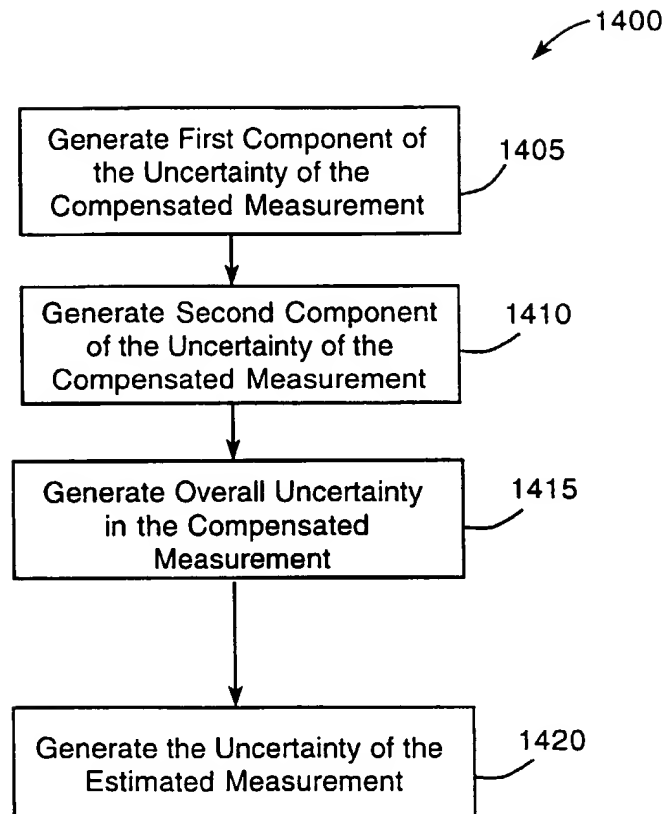 1400
Generate First Component of
the Uncertainty of the
Compensated Measurement
1405
Generate Second Component
of the Uncertainty of the
Compensated Measurement
1410
Generate Overall Uncertainty
in the Compensated
Measurement
1415
Generate the Uncertainty of the
Estimated Measurement
1420